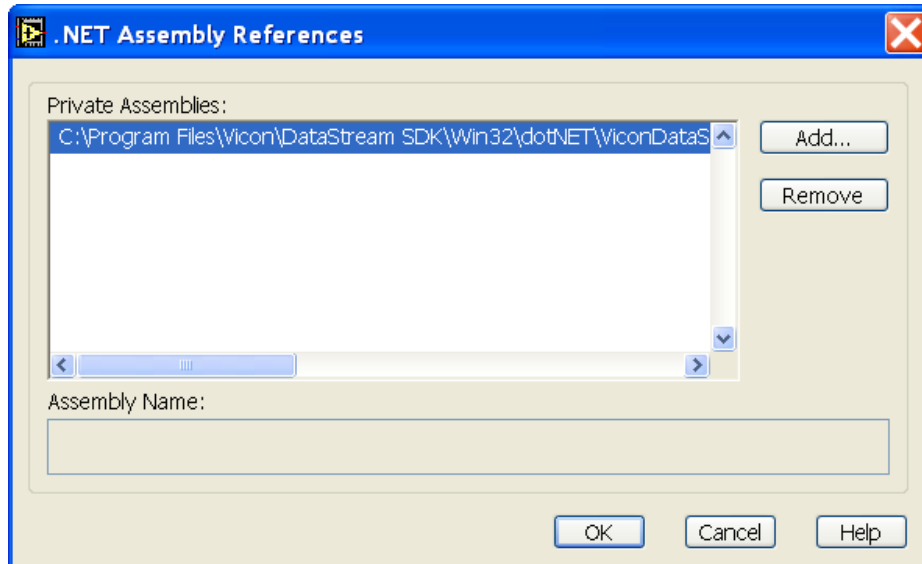 .NET Assembly References
Private Assemblies:
C:\Program Files\Vicon\DataStream SDK\Win32\dotNET\ViconDataS
Add...
Remove
Assembly Name:
OK Cancel Help